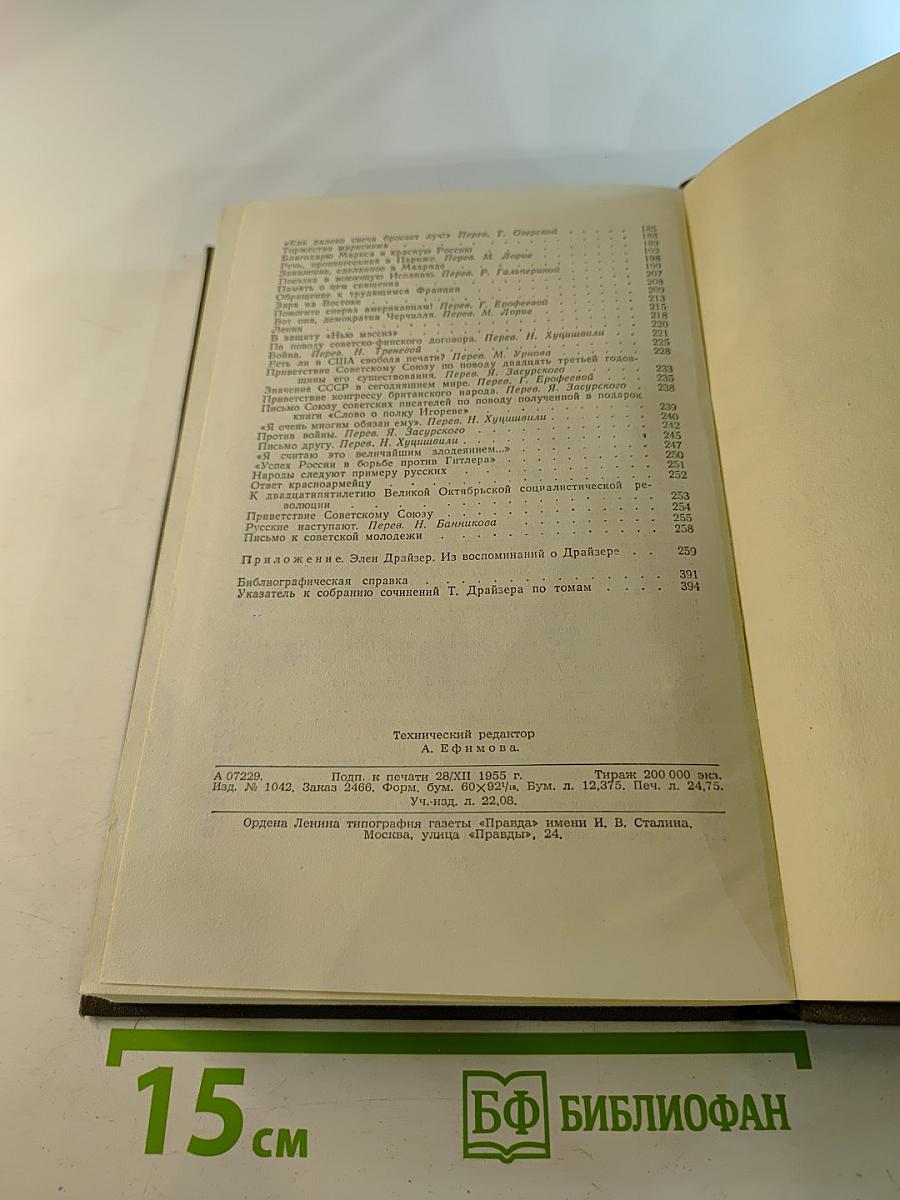 «Как далеко свеча бросает луч!» Перев. Т. Озерской . . . . . 185
Торжество марксизма . . . . . 188
Благодарю Маркса и красную Россию . . . . . 189
Речь, произнесенная в Париже. Перев. М. Лорие . . . . . 192
Заявление, сделанное в Мадриде . . . . . 198
Поездка в воюющую Испанию. Перев. Р. Гальпериной . . . . . 199
Память о нем священна . . . . . 207
Обращение к трудящимся Франции . . . . . 208
Заря на Востоке . . . . . 209
Помогите сперва американцам! Перев. Г. Ерофеевой . . . . . 213
Вот она, демократия Черчилля. Перев. М. Лорие . . . . . 215
Ленин . . . . . 218
В защиту «Нью мэссиз» . . . . . 220
По поводу советско-финского договора. Перев. Н. Хуцишвили . . 221
Война. Перев. Н. Треневой . . . . . 225
Есть ли в США свобода печати? Перев. М. Урнова . . . . . 228
Приветствие Советскому Союзу по поводу двадцать третьей годов-
щины его существования. Перев. Я. Засурского . . . . . 233
Значение СССР в сегодняшнем мире. Перев. Г. Ерофеевой . . . 235
Приветствие конгрессу британского народа. Перев. Я. Засурского . 238
Письмо Союзу советских писателей по поводу полученной в подарок
книги «Слово о полку Игореве» . . . . . 239
«Я очень многим обязан ему». Перев. Н. Хуцишвили . . . . . 240
Против войны. Перев. Я. Засурского . . . . . 242
Письмо другу. Перев. Н. Хуцишвили . . . . . 245
«Я считаю это величайшим злодеянием...» . . . . . 247
«Успех России в борьбе против Гитлера» . . . . . 250
Народы следуют примеру русских . . . . . 251
Ответ красноармейцу . . . . . 252
К двадцатипятилетию Великой Октябрьской социалистической ре-
волюции . . . . . 253
Приветствие Советскому Союзу . . . . . 254
Русские наступают. Перев. Н. Банникова . . . . . 255
Письмо к советской молодежи . . . . . 258
Приложение. Элен Драйзер. Из воспоминаний о Драйзере . . 259
Библиографическая справка . . . . . 391
Указатель к собранию сочинений Т. Драйзера по томам . . . . 394
Технический редактор
А. Ефимова.
А 07229. Подп. к печати 28/XII 1955 г. Тираж 200 000 экз.
Изд. № 1042. Заказ 2466. Форм. бум. 60×92¹/₁₆. Бум. л. 12,375. Печ. л. 24,75.
Уч.-изд. л. 22,08.
Ордена Ленина типография газеты «Правда» имени И. В. Сталина.
Москва, улица «Правды», 24.
15 см
БФ БИБЛИОФАН